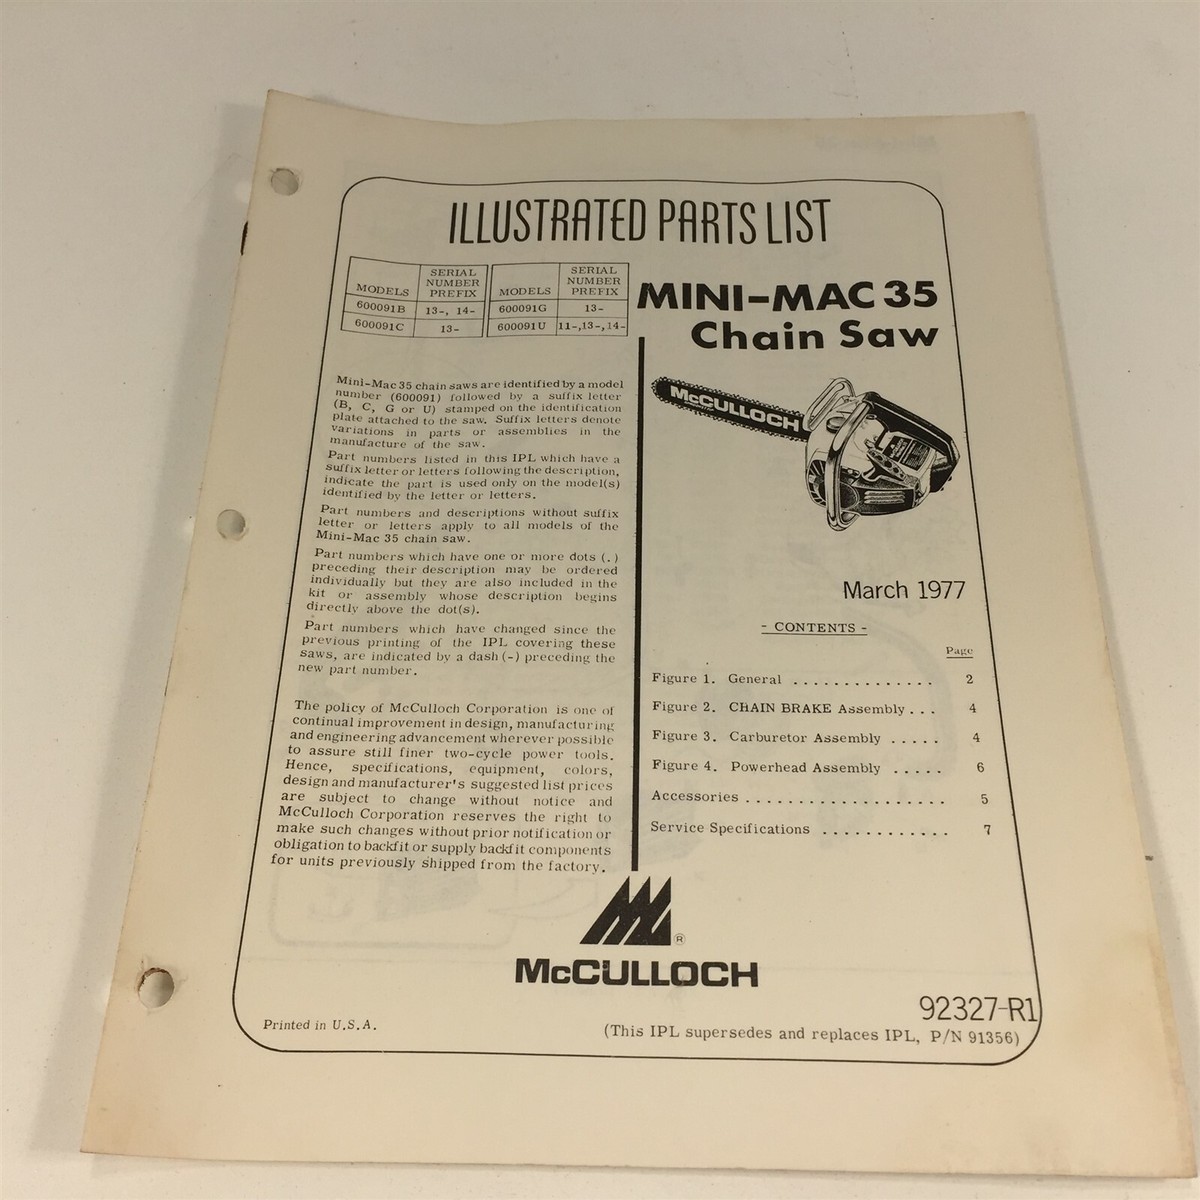 ILLUSTRATED PARTS LIST
MODELS SERIAL NUMBER PREFIX MODELS SERIAL NUMBER PREFIX
600091B 13-, 14- 600091G 13-
600091C 13- 600091U 11-,13-,14-
MINI-MAC 35
Chain Saw
Mini-Mac 35 chain saws are identified by a model
number (600091) followed by a suffix letter
(B, C, G or U) stamped on the identification
plate attached to the saw. Suffix letters denote
variations in parts or assemblies in the
manufacture of the saw.
Part numbers listed in this IPL which have a
suffix letter or letters following the description,
indicate the part is used only on the model(s)
identified by the letter or letters.
Part numbers and descriptions without suffix
letter or letters apply to all models of the
Mini-Mac 35 chain saw.
Part numbers which have one or more dots (.)
preceding their description may be ordered
individually but they are also included in the
kit or assembly whose description begins
directly above the dot(s).
Part numbers which have changed since the
previous printing of the IPL covering these
saws, are indicated by a dash (-) preceding the
new part number.
The policy of McCulloch Corporation is one of
continual improvement in design, manufacturing
and engineering advancement wherever possible
to assure still finer two-cycle power tools.
Hence, specifications, equipment, colors,
design and manufacturer's suggested list prices
are subject to change without notice and
McCulloch Corporation reserves the right to
make such changes without prior notification or
obligation to backfit or supply backfit components
for units previously shipped from the factory.
McCULLOCH
March 1977
- CONTENTS -
Page
Figure 1. General .............. 2
Figure 2. CHAIN BRAKE Assembly... 4
Figure 3. Carburetor Assembly ..... 4
Figure 4. Powerhead Assembly ..... 6
Accessories ................... 5
Service Specifications ............ 7
®
McCULLOCH
92327-R1
Printed in U.S.A.
(This IPL supersedes and replaces IPL, P/N 91356)